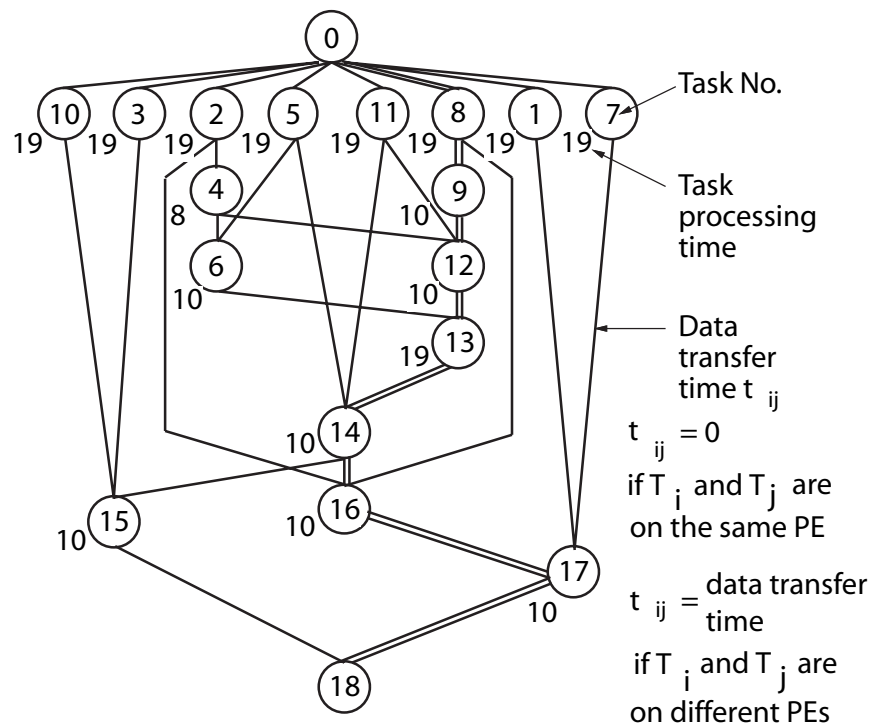 0
10
3
2
5
11
8
1
7
Task No.
19
19
19
19
19
19
19
19
4
9
Task
processing
time
8
10
6
12
10
10
13
Data
transfer
time t ij
19
14
t ij = 0
10
if T i and T j are
on the same PE
15
16
10
10
17
t ij = data transfer
time
10
18
if T i and T j are
on different PEs